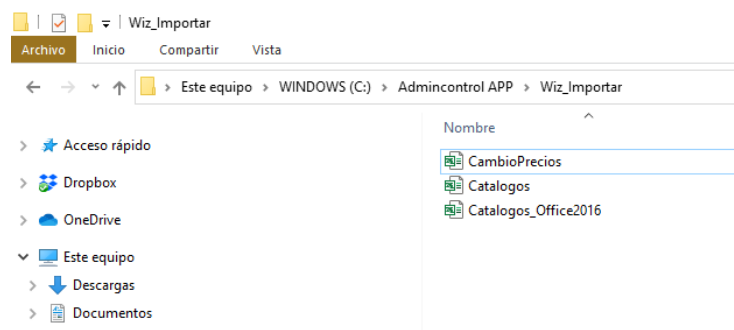 Wiz_Importar
Archivo Inicio Compartir Vista
Este equipo > WINDOWS (C:) > Admincontrol APP > Wiz_Importar
Nombre
Acceso rápido
CambioPrecios
Dropbox
Catalogos
OneDrive
Catalogos_Office2016
Este equipo
Descargas
Documentos